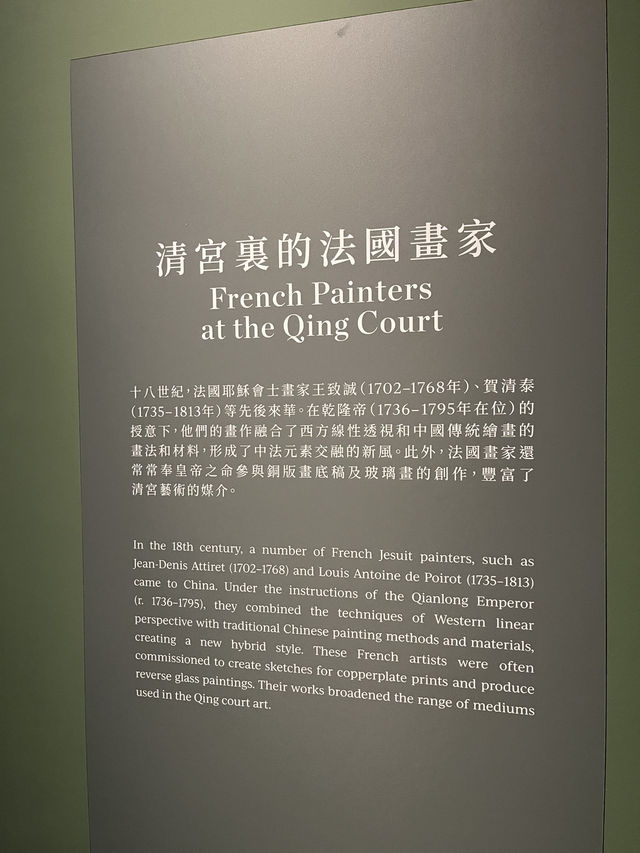 清宮裏的法國畫家
French Painters
at the Qing Court
十八世紀，法國耶穌會士畫家王致誠（1702–1768年）、賀清泰
（1735–1813年）等先後來華。在乾隆帝（1736–1795年在位）的
授意下，他們的畫作融合了西方線性透視和中國傳統繪畫的
畫法和材料，形成了中法元素交融的新風。此外，法國畫家還
常常奉皇帝之命參與銅版畫底稿及玻璃畫的創作，豐富了
清宮藝術的媒介。
In the 18th century, a number of French Jesuit painters, such as
Jean-Denis Attiret (1702–1768) and Louis Antoine de Poirot (1735–1813)
came to China. Under the instructions of the Qianlong Emperor
(r. 1736–1795), they combined the techniques of Western linear
perspective with traditional Chinese painting methods and materials,
creating a new hybrid style. These French artists were often
commissioned to create sketches for copperplate prints and produce
reverse glass paintings. Their works broadened the range of mediums
used in the Qing court art.